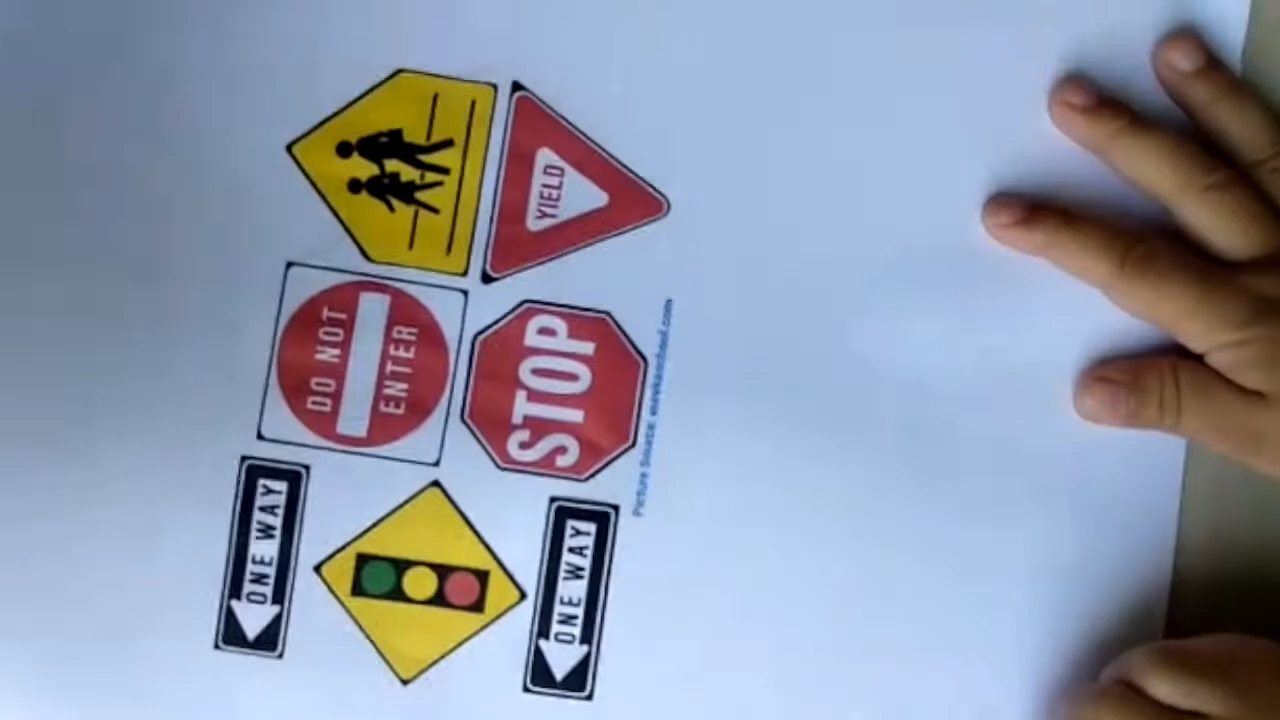 ONE WAY
DO NOT
ENTER
ONE WAY
STOP
YIELD
Picture Source: